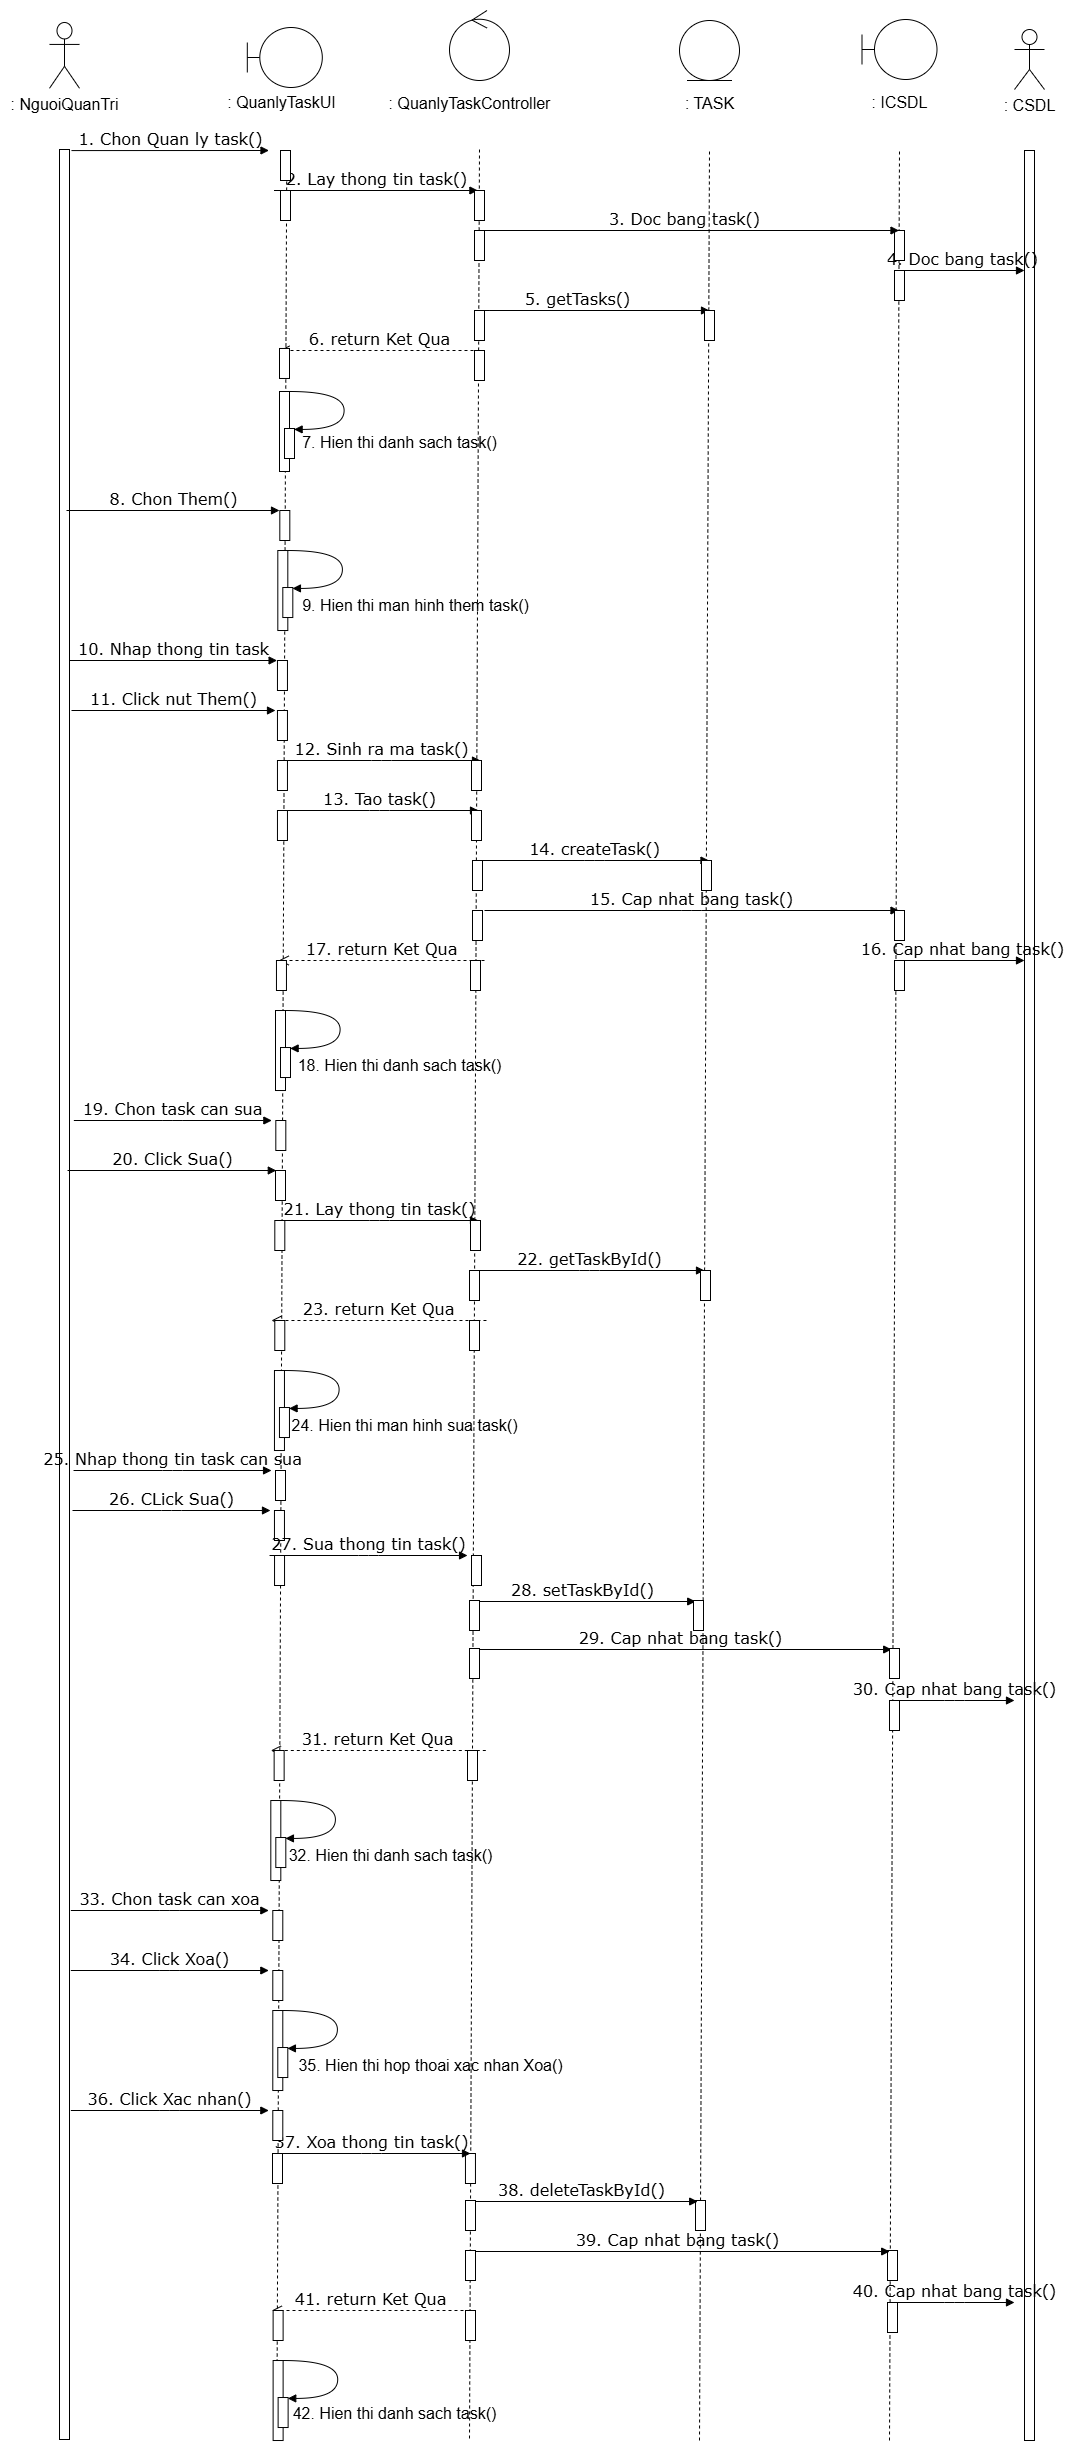 : NguoiQuanTri
: QuanlyTaskUI
: QuanlyTaskController
: TASK
: ICSDL
: CSDL
1. Chon Quan ly task()
2. Lay thong tin task()
3. Doc bang task()
4. Doc bang task()
5. getTasks()
6. return Ket Qua
7. Hien thi danh sach task()
8. Chon Them()
9. Hien thi man hinh them task()
10. Nhap thong tin task
11. Click nut Them()
12. Sinh ra ma task()
13. Tao task()
14. createTask()
15. Cap nhat bang task()
16. Cap nhat bang task()
17. return Ket Qua
18. Hien thi danh sach task()
19. Chon task can sua
20. Click Sua()
21. Lay thong tin task()
22. getTaskById()
23. return Ket Qua
24. Hien thi man hinh sua task()
25. Nhap thong tin task can sua
26. CLick Sua()
27. Sua thong tin task()
28. setTaskById()
29. Cap nhat bang task()
30. Cap nhat bang task()
31. return Ket Qua
32. Hien thi danh sach task()
33. Chon task can xoa
34. Click Xoa()
35. Hien thi hop thoai xac nhan Xoa()
36. Click Xac nhan()
37. Xoa thong tin task()
38. deleteTaskById()
39. Cap nhat bang task()
40. Cap nhat bang task()
41. return Ket Qua
42. Hien thi danh sach task()